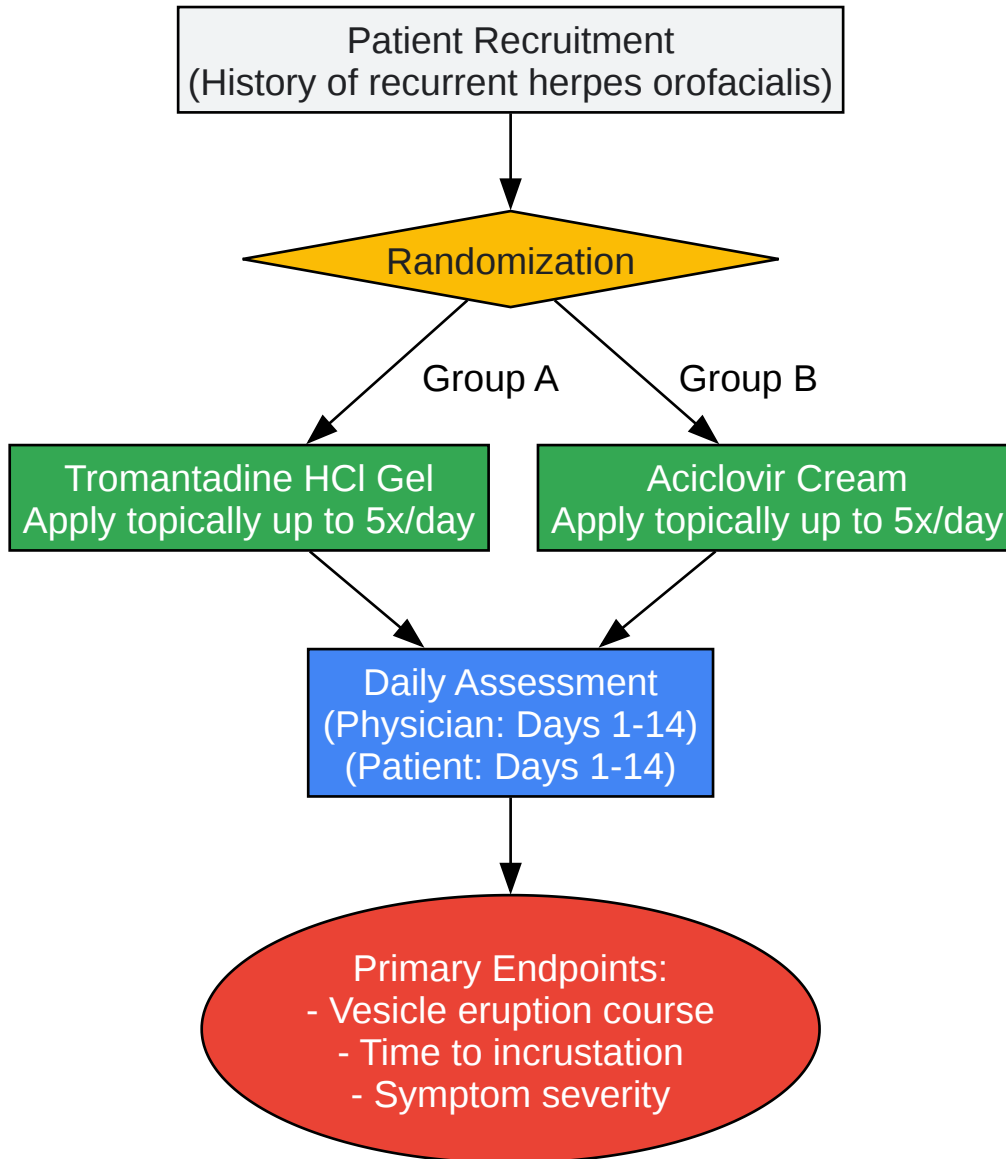 Patient Recruitment
(History of recurrent herpes orofacialis)
Randomization
Group A
Group B
Tromantadine HCl Gel
Apply topically up to 5x/day
Aciclovir Cream
Apply topically up to 5x/day
Daily Assessment
(Physician: Days 1-14)
(Patient: Days 1-14)
Primary Endpoints:
- Vesicle eruption course
- Time to incrustation
- Symptom severity